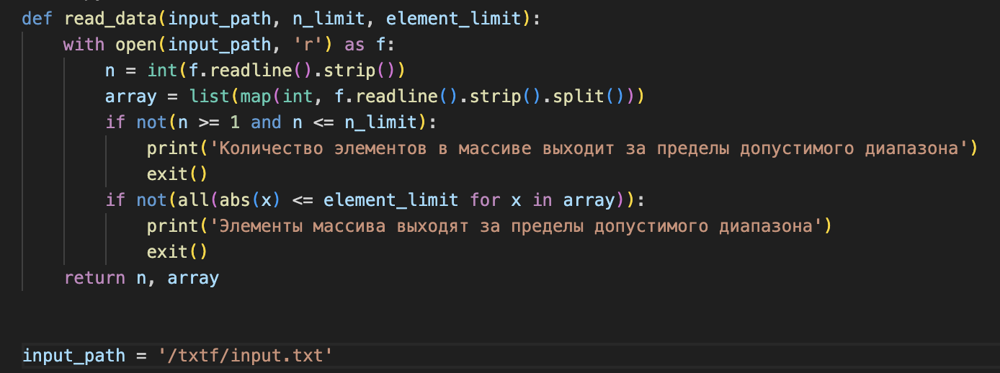 def read_data(input_path, n_limit, element_limit):
    with open(input_path, 'r') as f:
        n = int(f.readline().strip())
        array = list(map(int, f.readline().strip().split()))
        if not(n >= 1 and n <= n_limit):
            print('Количество элементов в массиве выходит за пределы допустимого диапазона')
            exit()
        if not(all(abs(x) <= element_limit for x in array)):
            print('Элементы массива выходят за пределы допустимого диапазона')
            exit()
    return n, array
input_path = '/txtf/input.txt'